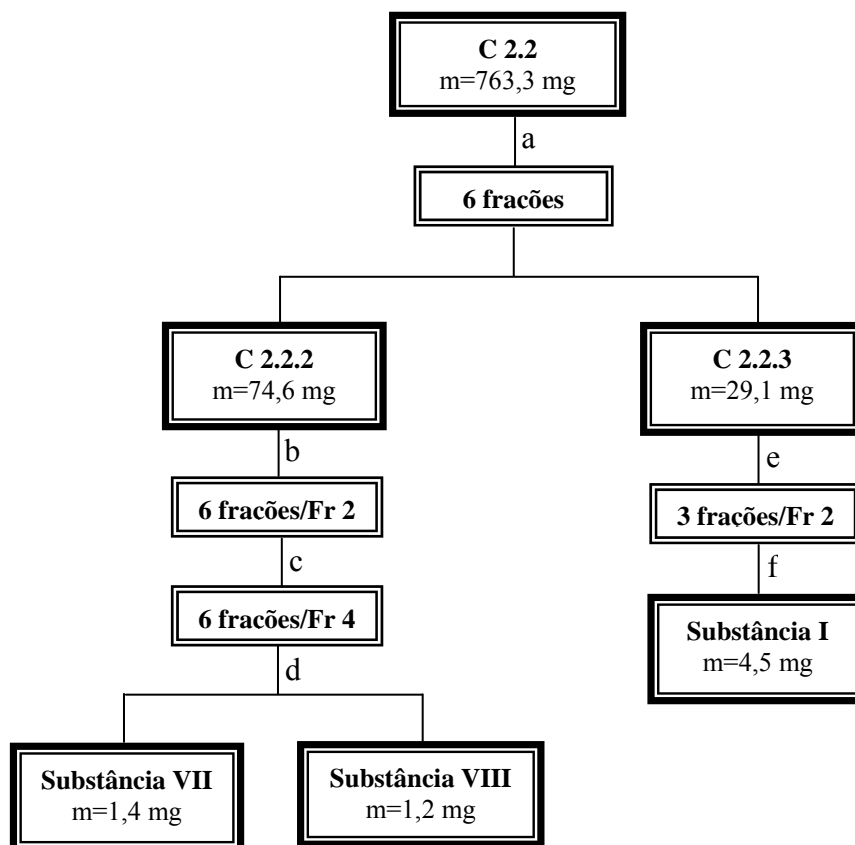 C 2.2
m=763,3 mg
a
6 frações
C 2.2.2
m=74,6 mg
C 2.2.3
m=29,1 mg
b
e
6 frações/Fr 2
3 frações/Fr 2
c
f
6 frações/Fr 4
Substância I
m=4,5 mg
d
Substância VII
m=1,4 mg
Substância VIII
m=1,2 mg